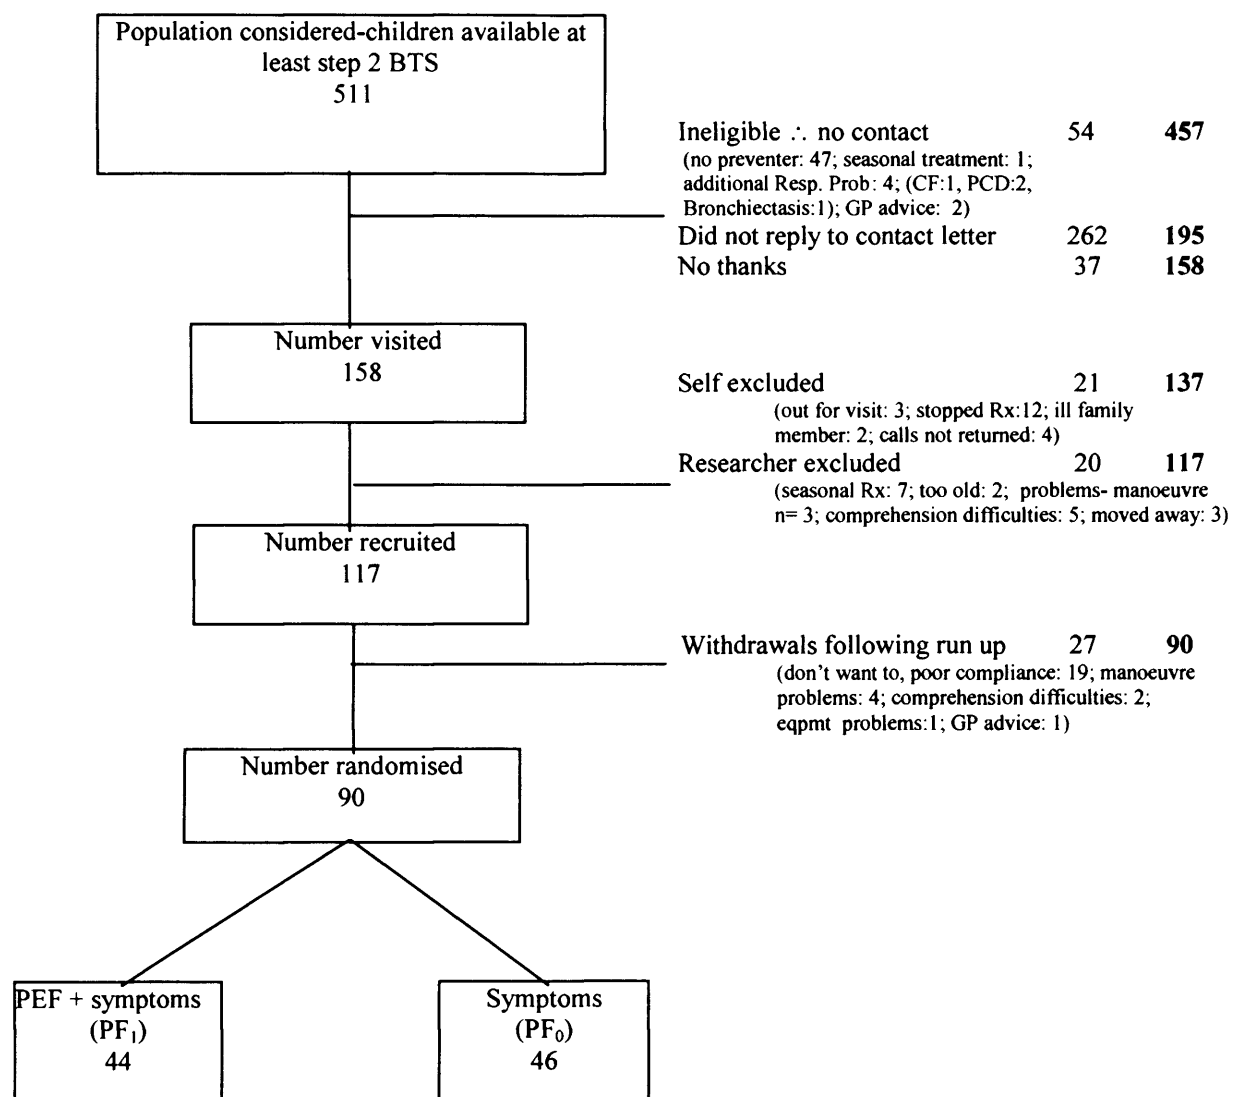 Population considered-children available at
least step 2 BTS
511
Ineligible ∴ no contact 54 457
(no preventer: 47; seasonal treatment: 1;
additional Resp. Prob: 4; (CF:1, PCD:2,
Bronchiectasis:1); GP advice: 2)
Did not reply to contact letter 262 195
No thanks 37 158
Number visited
158
Self excluded 21 137
(out for visit: 3; stopped Rx:12; ill family
member: 2; calls not returned: 4)
Researcher excluded 20 117
(seasonal Rx: 7; too old: 2; problems- manoeuvre
n= 3; comprehension difficulties: 5; moved away: 3)
Number recruited
117
Withdrawals following run up 27 90
(don't want to, poor compliance: 19; manoeuvre
problems: 4; comprehension difficulties: 2;
eqpmt problems:1; GP advice: 1)
Number randomised
90
PEF + symptoms
(PF₁)
44
Symptoms
(PF₀)
46